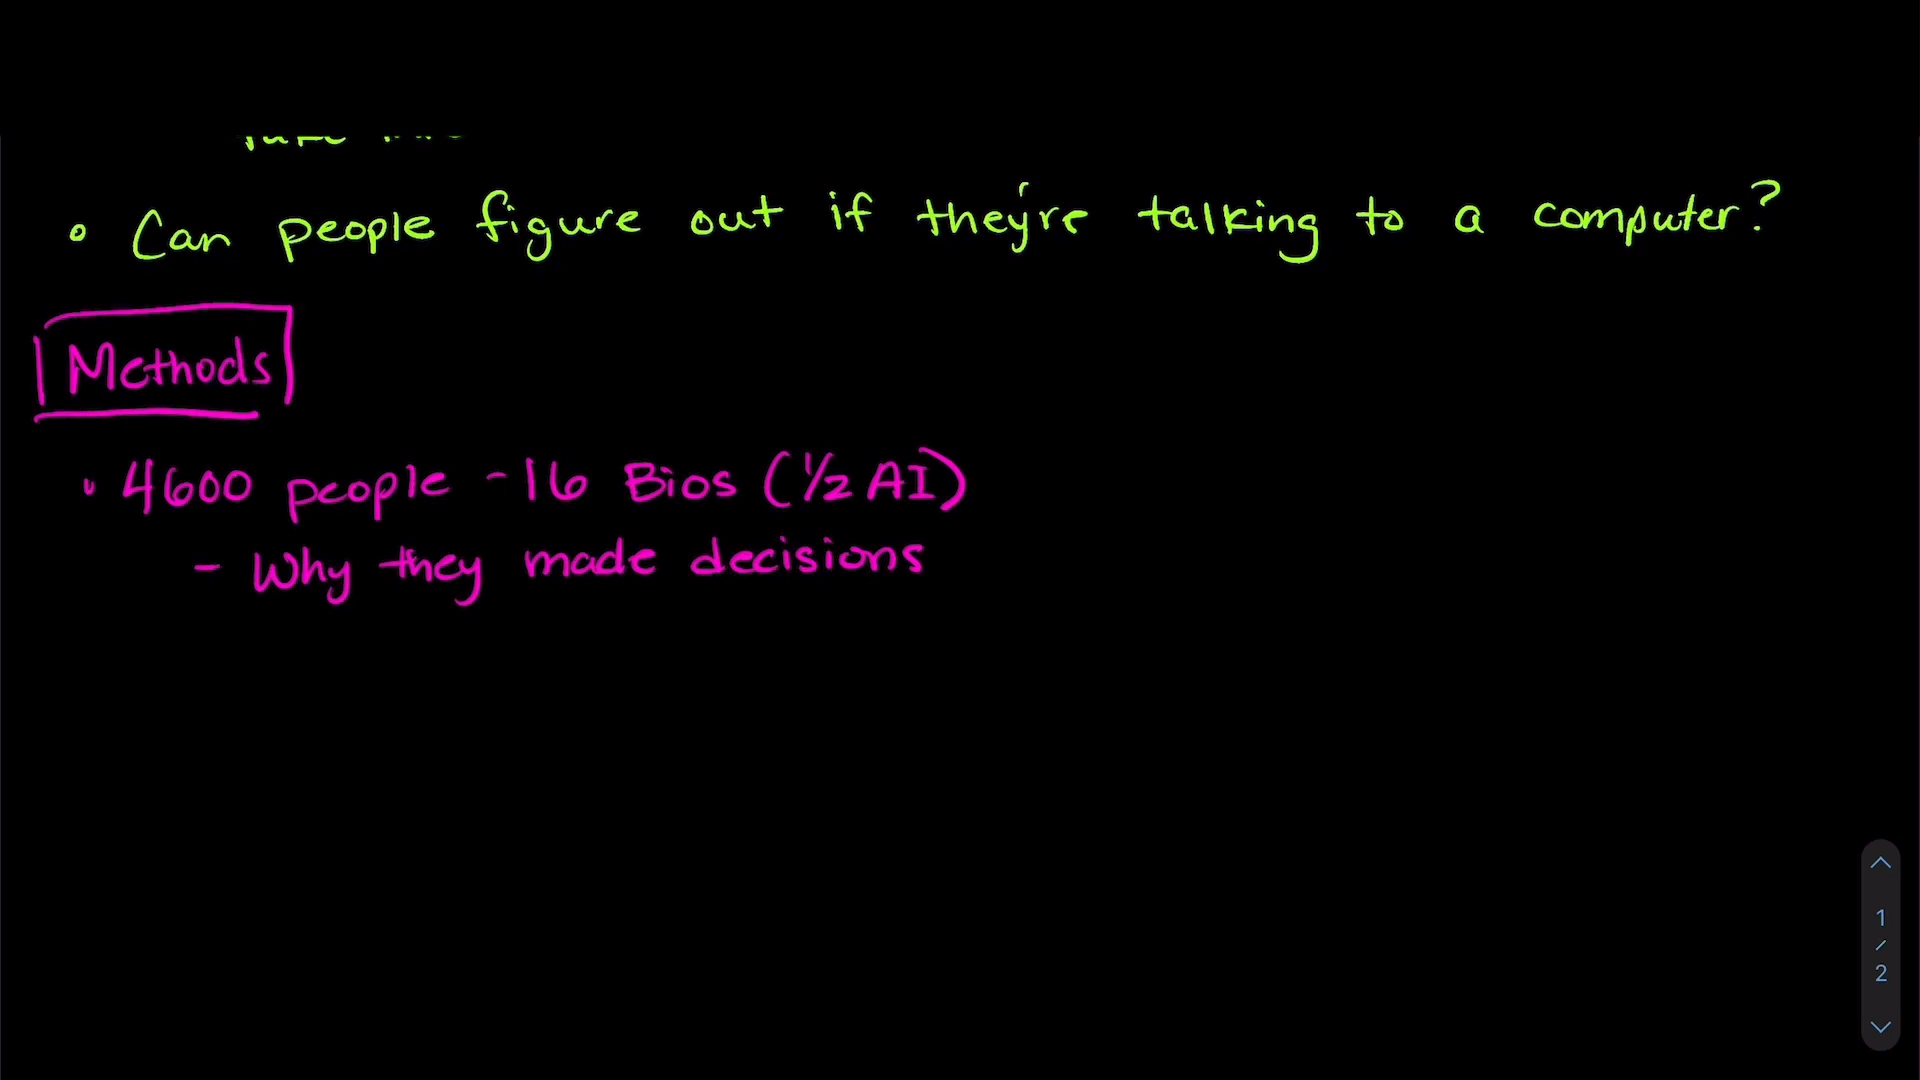 • Can people figure out if they're talking to a computer?
Methods
• 4600 people - 16 Bios (1/2 AI)
- Why they made decisions
1
/
2